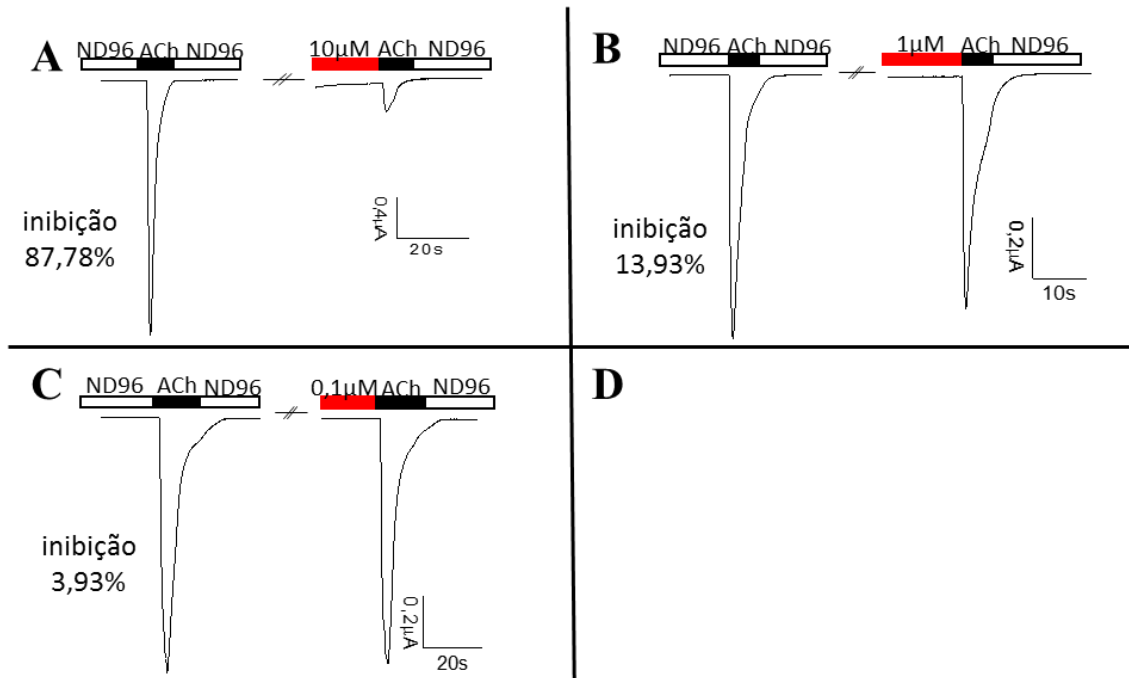 A
ND96 ACh ND96
10µM ACh ND96
inibição
87,78%
0,4µA
20s
B
ND96 ACh ND96
1µM ACh ND96
inibição
13,93%
0,2µA
10s
C
ND96 ACh ND96
0,1µM ACh ND96
inibição
3,93%
0,2µA
20s
D